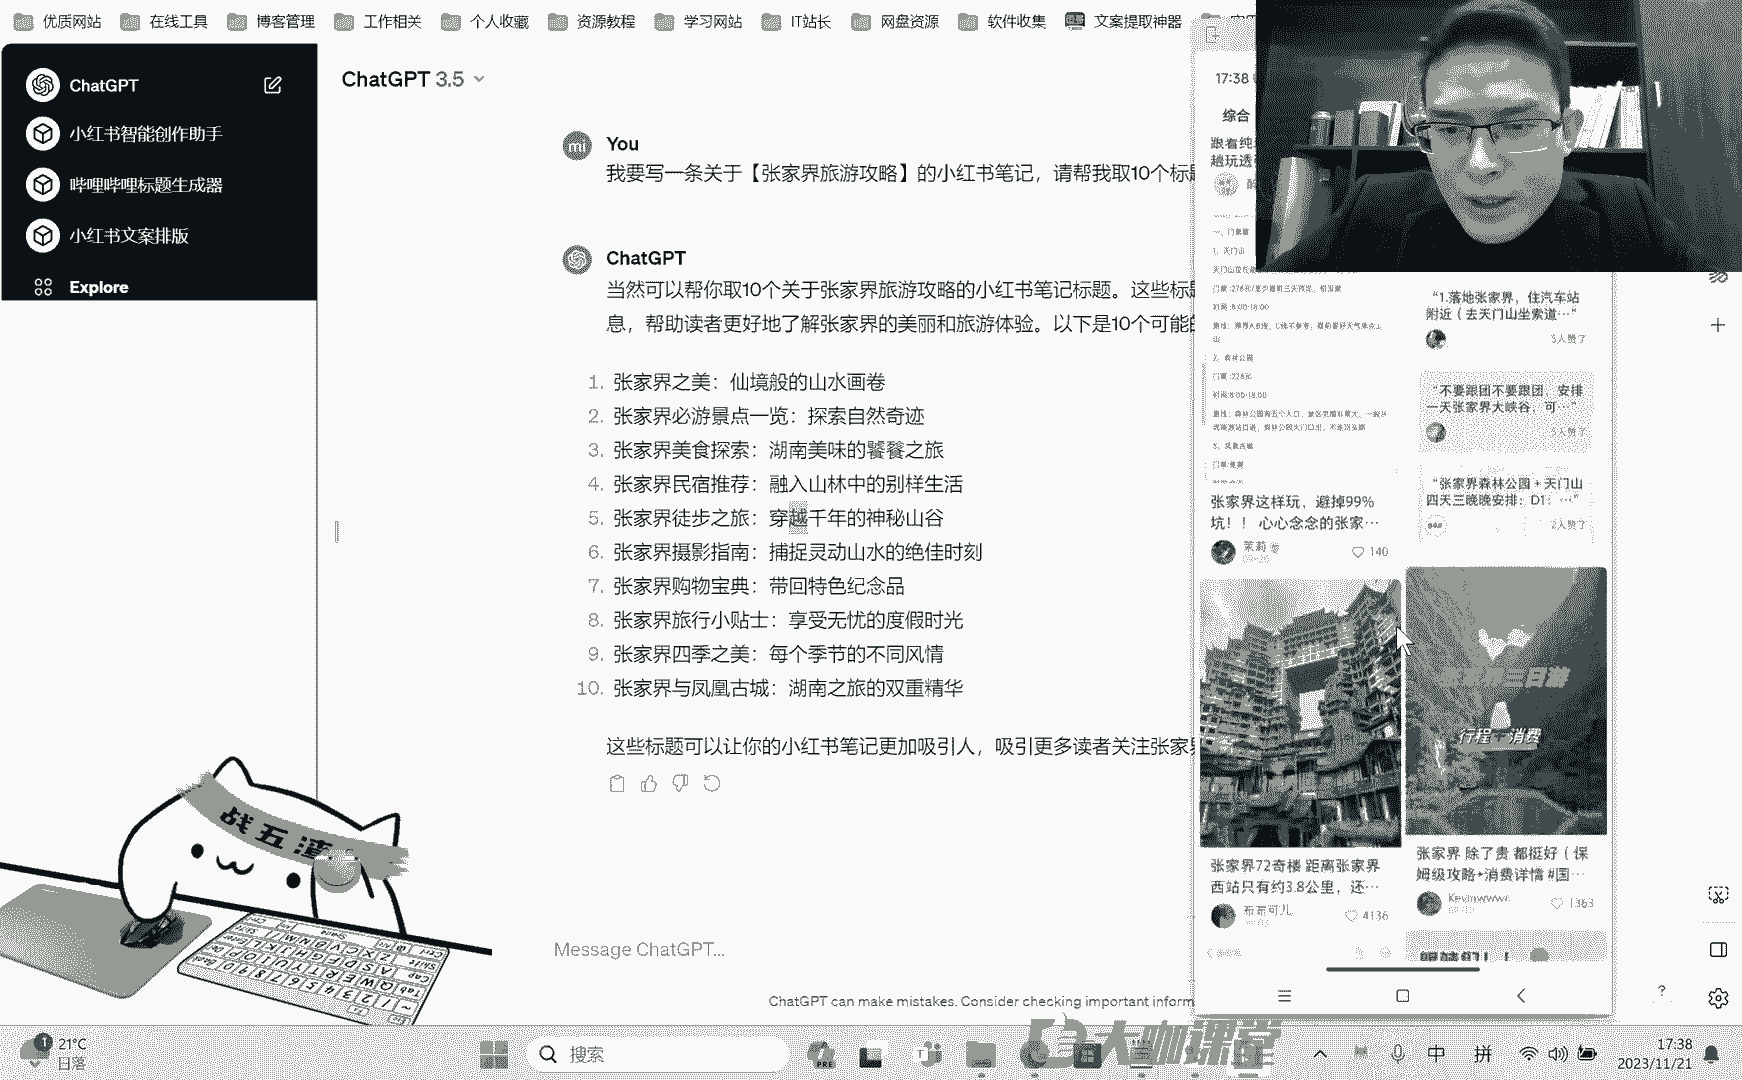 优质网站
在线工具
博客管理
工作相关
个人收藏
资源教程
学习网站
IT站长
网盘资源
软件收集
文案提取神器
ChatGPT
小红书智能创作助手
哔哩哔哩标题生成器
小红书文案排版
Explore
ChatGPT 3.5
mi
You
我要写一条关于【张家界旅游攻略】的小红书笔记，请帮我取10个标题
ChatGPT
当然可以帮你取10个关于张家界旅游攻略的小红书笔记标题。这些标题
息，帮助读者更好地了解张家界的美丽和旅游体验。以下是10个可能的
1. 张家界之美：仙境般的山水画卷
2. 张家界必游景点一览：探索自然奇迹
3. 张家界美食探索：湖南美味的饕餮之旅
4. 张家界民宿推荐：融入山林中的别样生活
5. 张家界徒步之旅：穿越千年的神秘山谷
6. 张家界摄影指南：捕捉灵动山水的绝佳时刻
7. 张家界购物宝典：带回特色纪念品
8. 张家界旅行小贴士：享受无忧的度假时光
9. 张家界四季之美：每个季节的不同风情
10. 张家界与凤凰古城：湖南之旅的双重精华
这些标题可以让你的小红书笔记更加吸引人，吸引更多读者关注张家界
Message ChatGPT...
ChatGPT can make mistakes. Consider checking important inform
17:38
综合
跟着纯
越玩透
1、天门山
2、森林公园
张家界这样玩，避掉99%
坑！！ 心心念念的张家…
茉莉
140
“1.落地张家界，住汽车站
附近（去天门山坐索道…”
3人赞了
“不要跟团不要跟团，安排
一天张家界大峡谷，可…”
“张家界森林公园+天门山
四天三晚晚安排：D1：…”
2人赞了
三日游
行程+消费
张家界72奇楼 距离张家界
西站只有约3.8公里，还…
希希可儿
4136
张家界 除了贵 都挺好（保
姆级攻略+消费详情 #国…
Kevinwwwc
1363
战五渣
大咖课堂
1
21°C
日落
搜索
PRE
中
拼
17:38
2023/11/21